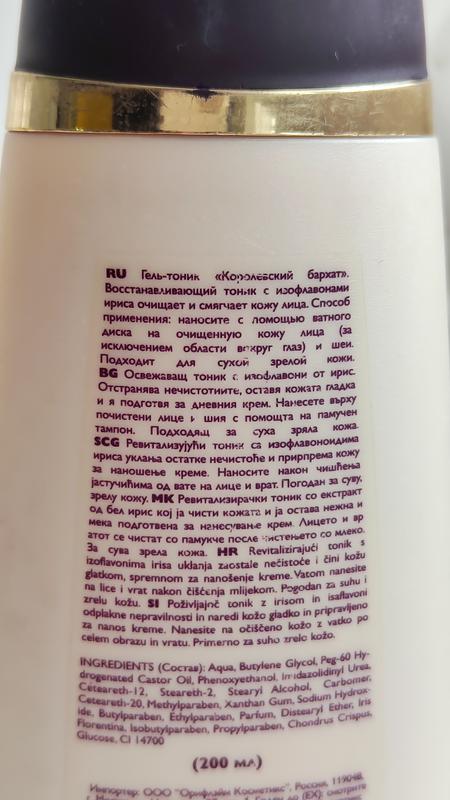 RU Гель-тоник «Королевский бархат».
Восстанавливающий тоник с изофлавонами
ириса очищает и смягчает кожу лица. Способ
применения: наносите с помощью ватного
диска на очищенную кожу лица (за
исключением области вокруг глаз) и шеи.
Подходит для сухой зрелой кожи.
BG Освежаващ тоник с изофлавони от ирис.
Отстранява нечистотиите, оставя кожата гладка
и я подготвя за дневния крем. Нанесете върху
почистени лице и шия с помощта на памучен
тампон. Подходящ за суха зряла кожа.
SCG Ревитализујући тоник са изофлавоноидима
ириса уклања остатке нечистоће и припрема кожу
за наношење креме. Наносите након чишћења
јастучићима од вате на лице и врат. Погодан за суву,
зрелу кожу. MK Ревитализирачки тоник со екстракт
од бел ирис кој ја чисти кожата и ја остава нежна и
мека подготвена за нанесување крем. Лицето и вр
атот се чистат со памукче после чистењето со млеко.
За сува зрела кожа. HR Revitalizirajući tonik s
izoflavonima irisa uklanja zaostale nečistoće i čini kožu
glatkom, spremnom za nanošenje kreme. Vatom nanesite
na lice i vrat nakon čišćenja mlijekom. Pogodan za suhu i
zrelu kožu. SI Poživljajoč tonik z irisom in isaflavoni
odplakne nepravilnosti in naredi kožo gladko in pripravljeno
za nanos kreme. Nanesite na očiščeno kožo z vatko po
celem obrazu in vratu. Primerno za suho zrelo kožo.
INGREDIENTS (Состав): Aqua, Butylene Glycol, Peg-60 Hy-
drogenated Castor Oil, Phenoxyethanol, Imidazolidinyl Urea,
Ceteareth-12, Steareth-2, Stearyl Alcohol, Carbomer,
Ceteareth-20, Methylparaben, Xanthan Gum, Sodium Hydrox-
ide, Butylparaben, Ethylparaben, Parfum, Distearyl Ether, Iris
Florentina, Isobutylparaben, Propylparaben, Chondrus Crispus,
Glucose, CI 14700
(200 мл)
Импортер: ООО "Орифлэйм Косметикс", Россия, 119048,
(EX): смотрите